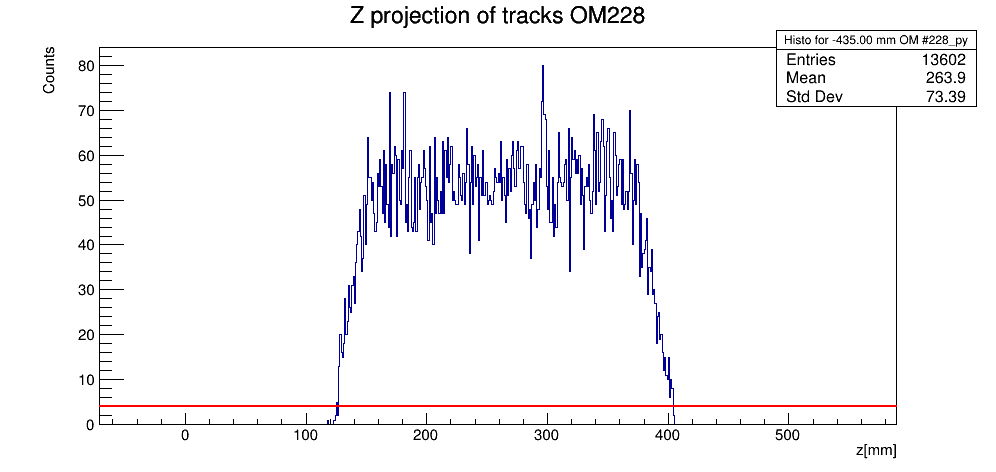 Z projection of tracks OM228
Histo for -435.00 mm OM #228_py
Entries 13602
Mean 263.9
Std Dev 73.39
Counts
80
70
60
50
40
30
20
10
0
0 100 200 300 400 500
z[mm]